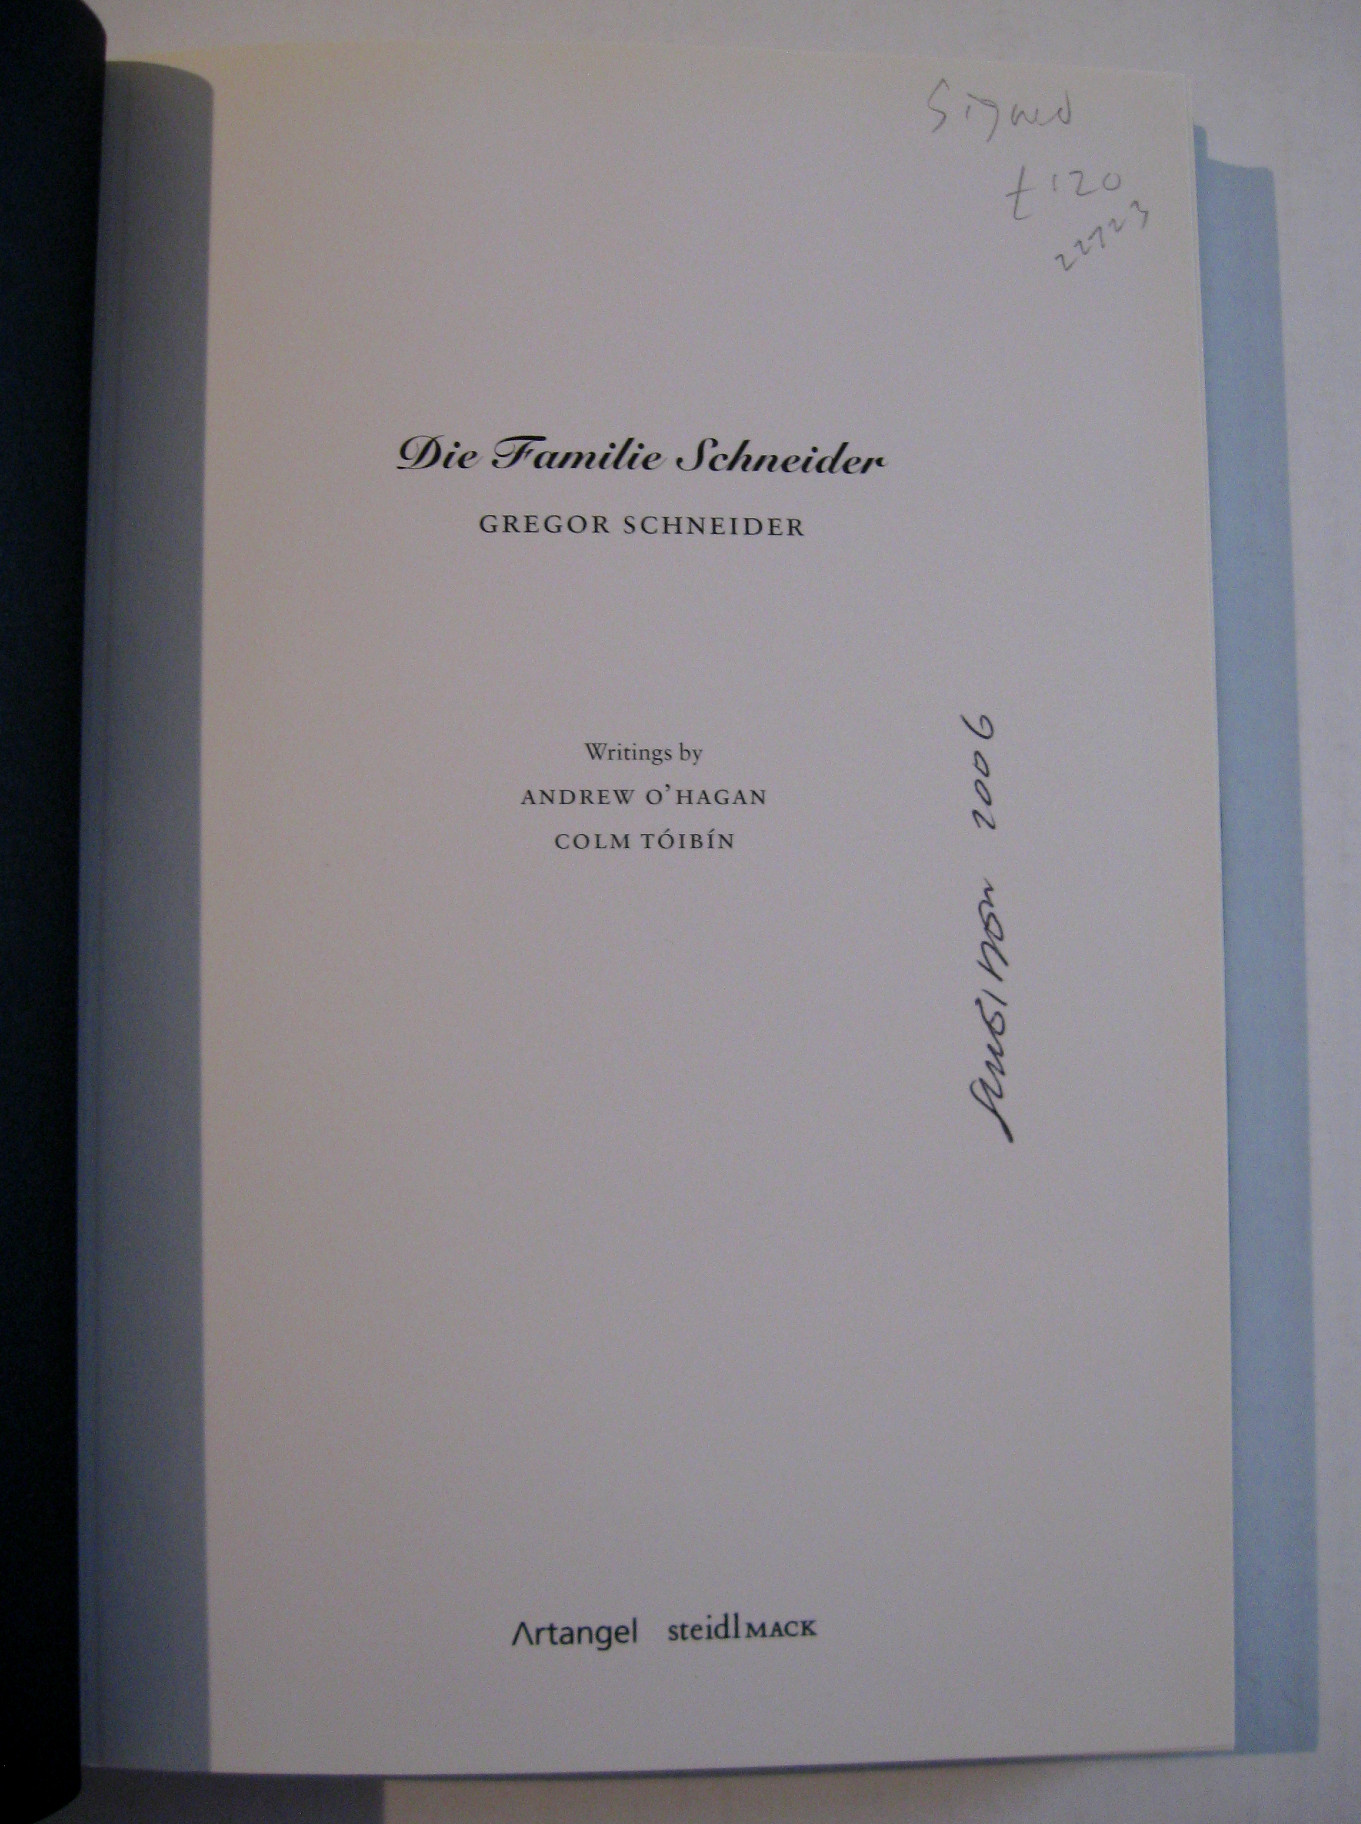 Signed
£120
22723
Die Familie Schneider
GREGOR SCHNEIDER
Writings by
ANDREW O'HAGAN
COLM TÓIBÍN
2006
Artangel steidlMACK